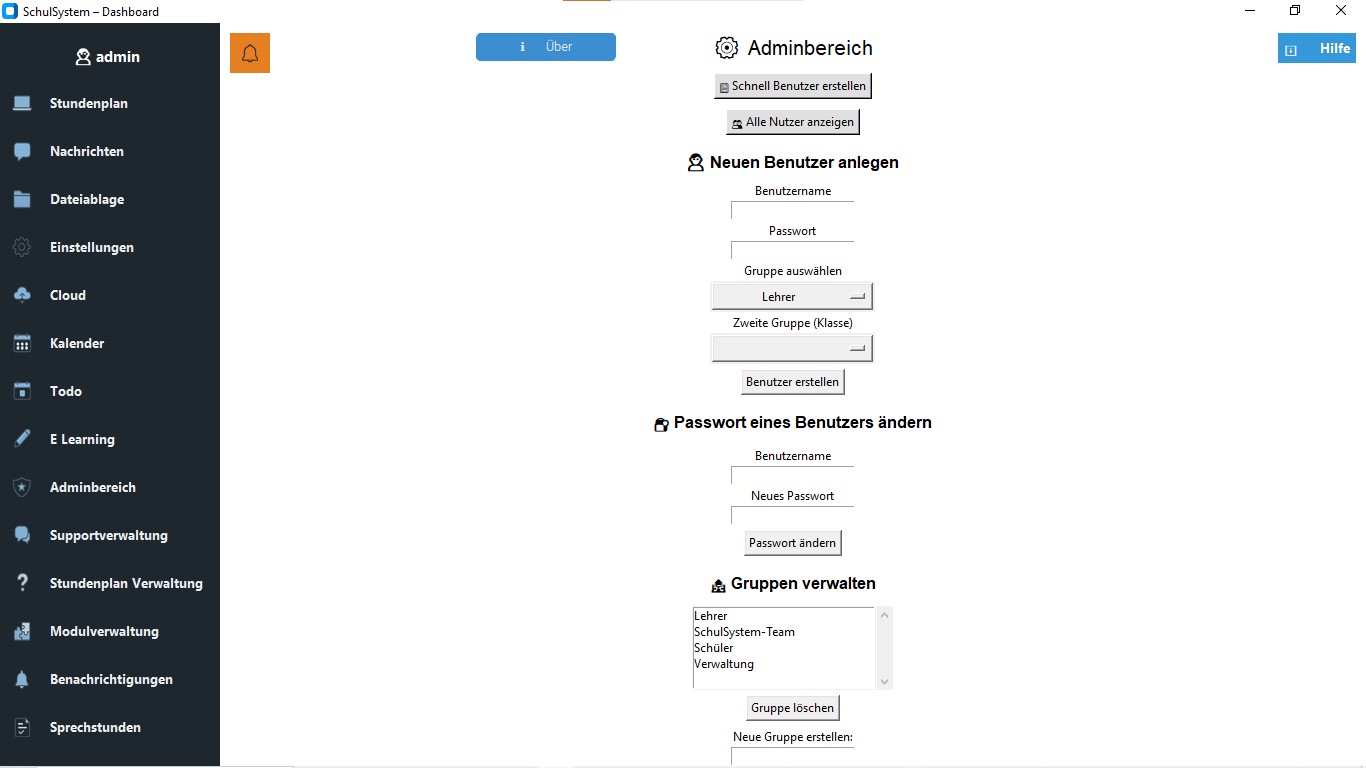 SchulSystem – Dashboard
admin
Stundenplan
Nachrichten
Dateiablage
Einstellungen
Cloud
Kalender
Todo
E Learning
Adminbereich
Supportverwaltung
Stundenplan Verwaltung
Modulverwaltung
Benachrichtigungen
Sprechstunden
Über
Adminbereich
Hilfe
Schnell Benutzer erstellen
Alle Nutzer anzeigen
Neuen Benutzer anlegen
Benutzername
Passwort
Gruppe auswählen
Lehrer
Zweite Gruppe (Klasse)
Benutzer erstellen
Passwort eines Benutzers ändern
Benutzername
Neues Passwort
Passwort ändern
Gruppen verwalten
Lehrer
SchulSystem-Team
Schüler
Verwaltung
Gruppe löschen
Neue Gruppe erstellen: